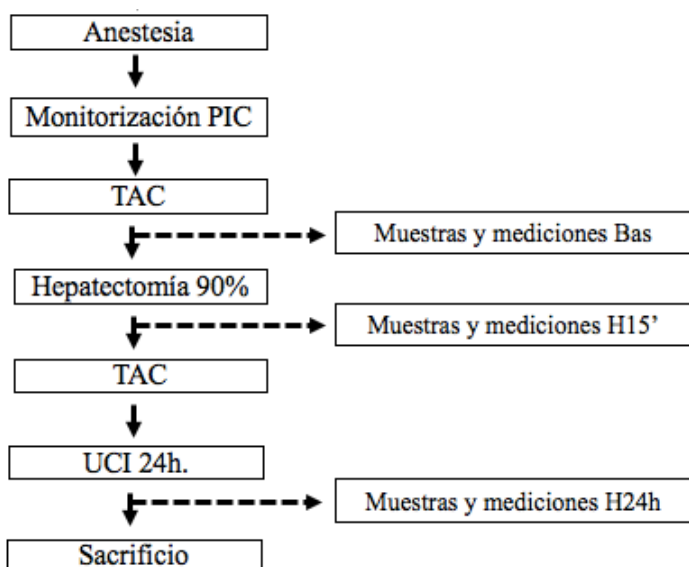 Anestesia
Monitorización PIC
TAC
Muestras y mediciones Bas
Hepatectomía 90%
Muestras y mediciones H15’
TAC
UCI 24h.
Muestras y mediciones H24h
Sacrificio